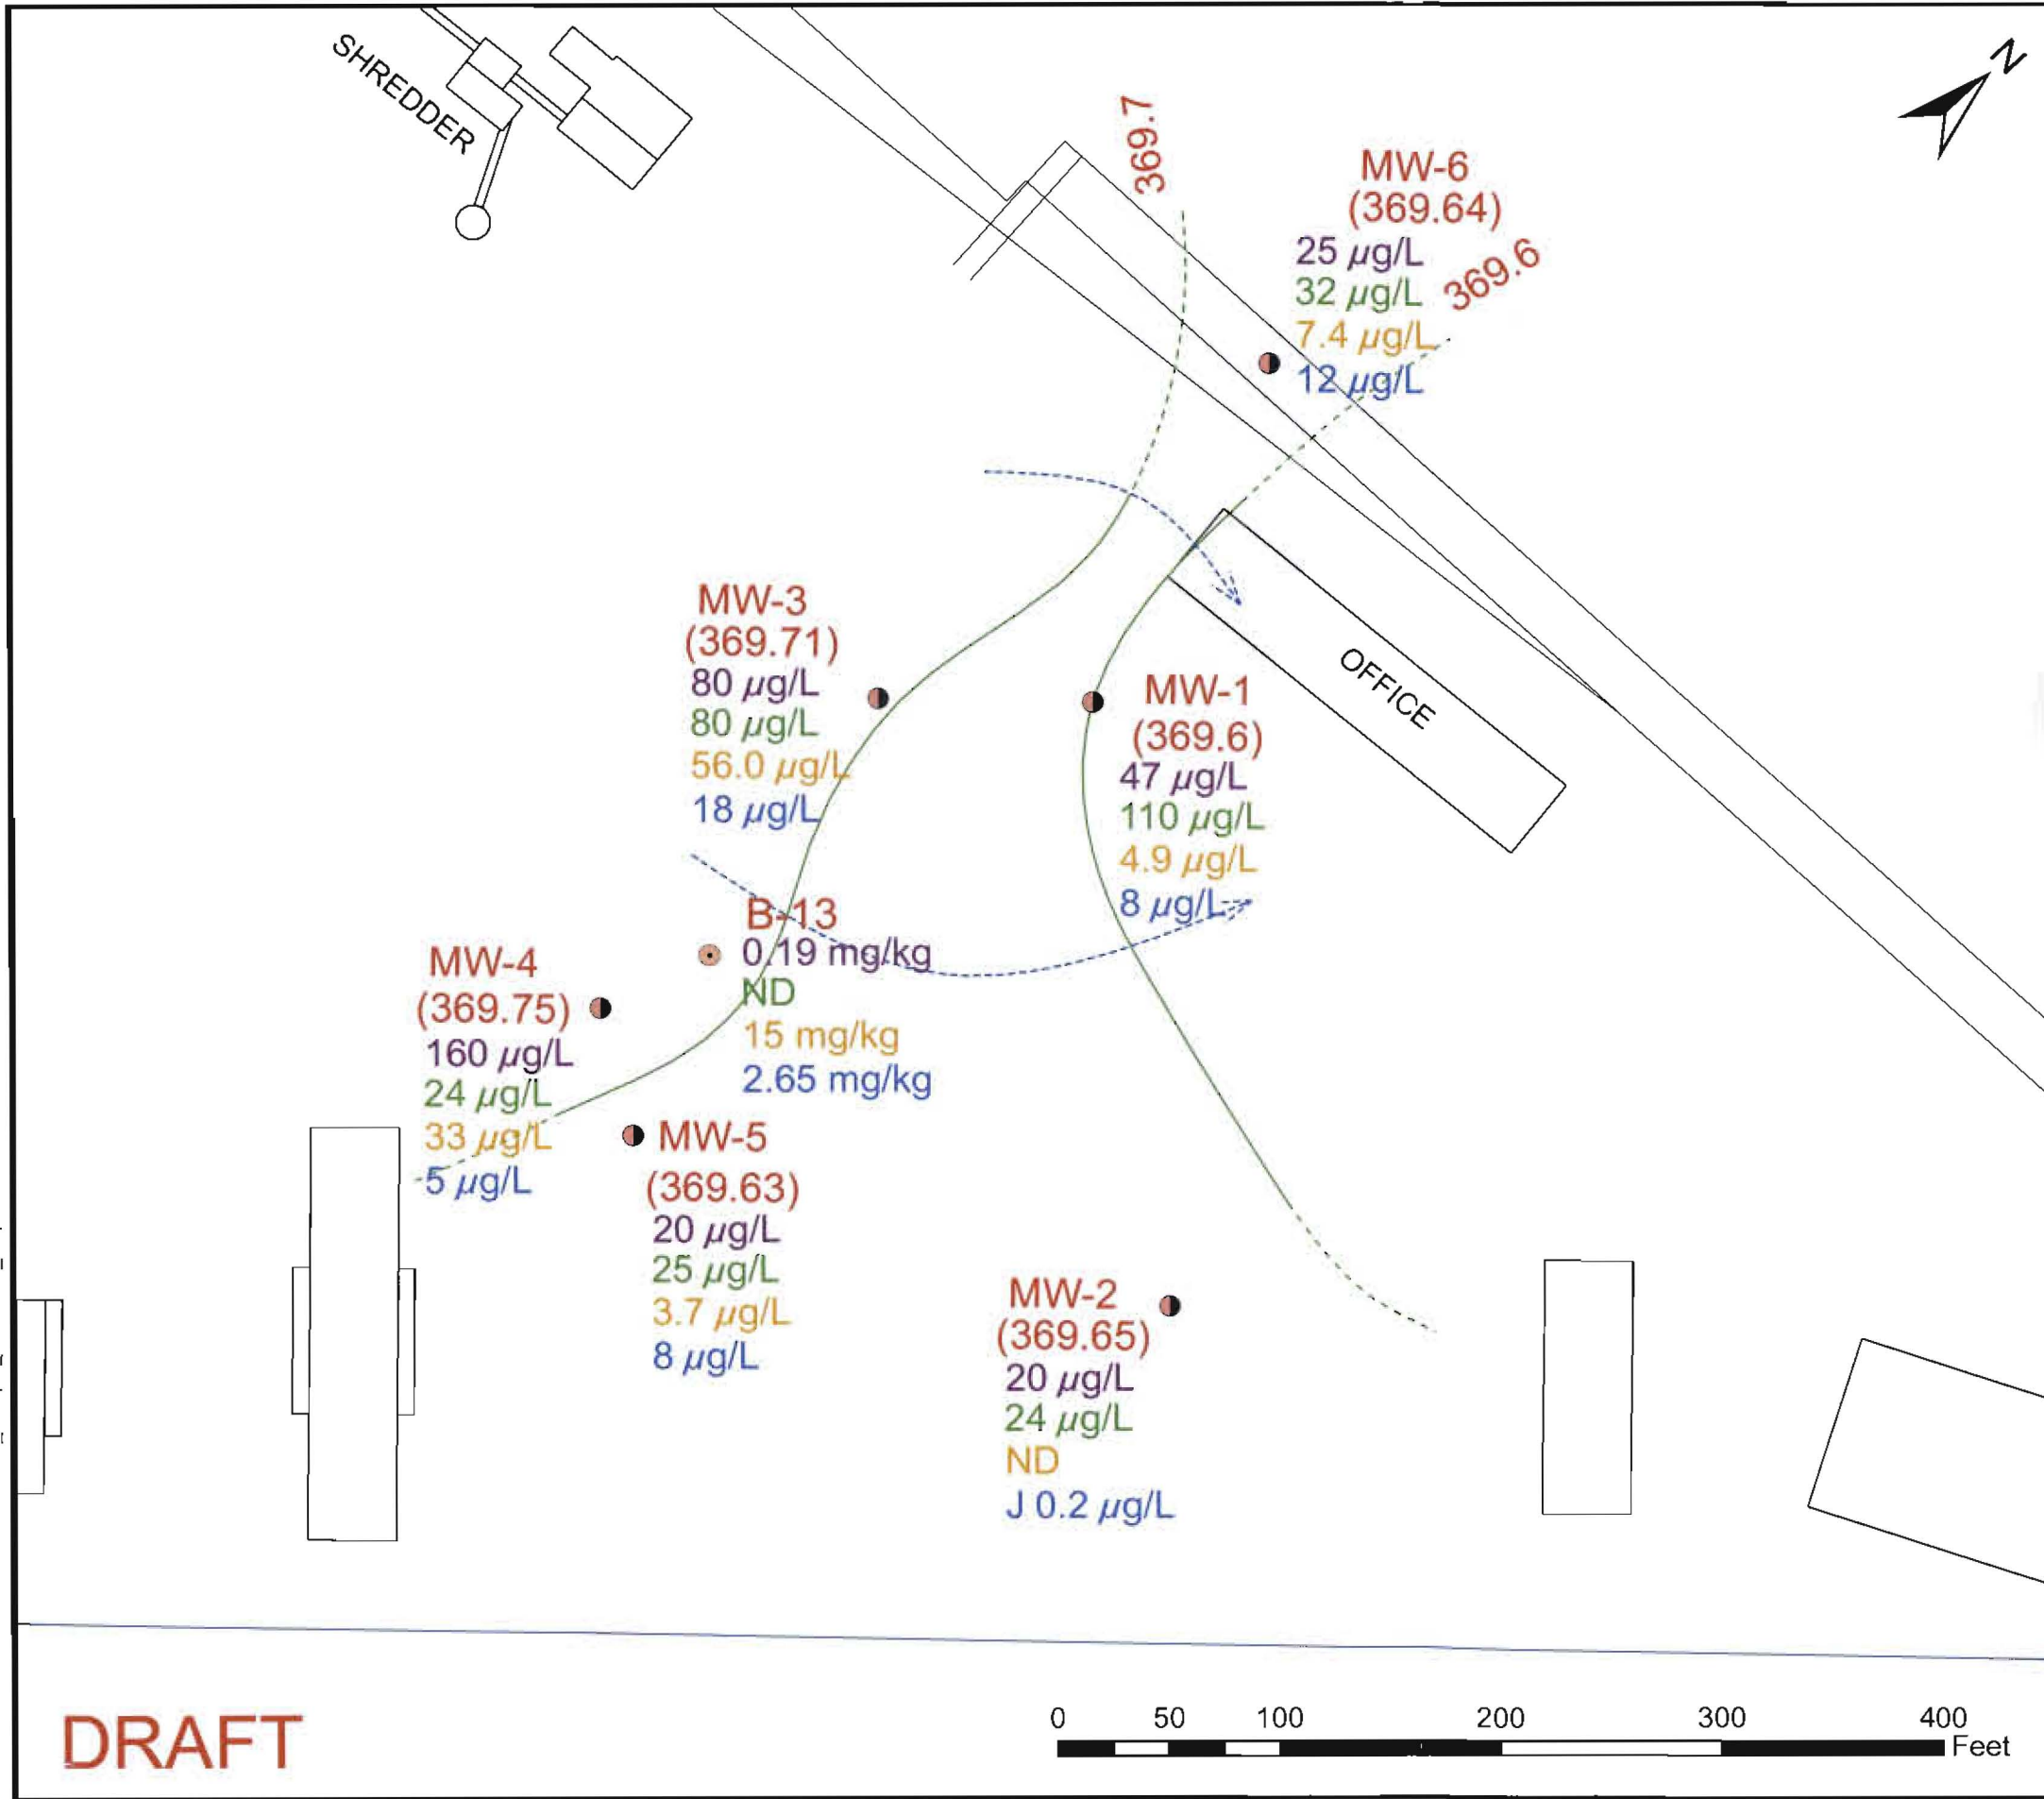 SHREDDER
N
369.7
MW-6
(369.64)
25 µg/L
32 µg/L
7.4 µg/L
12 µg/L
369.6
MW-3
(369.71)
80 µg/L
80 µg/L
56.0 µg/L
18 µg/L
OFFICE
MW-1
(369.6)
47 µg/L
110 µg/L
4.9 µg/L
8 µg/L
B-13
0.19 mg/kg
ND
15 mg/kg
2.65 mg/kg
MW-4
(369.75)
160 µg/L
24 µg/L
33 µg/L
5 µg/L
MW-5
(369.63)
20 µg/L
25 µg/L
3.7 µg/L
8 µg/L
MW-2
(369.65)
20 µg/L
24 µg/L
ND
J 0.2 µg/L
DRAFT
0 50 100 200 300 400
Feet